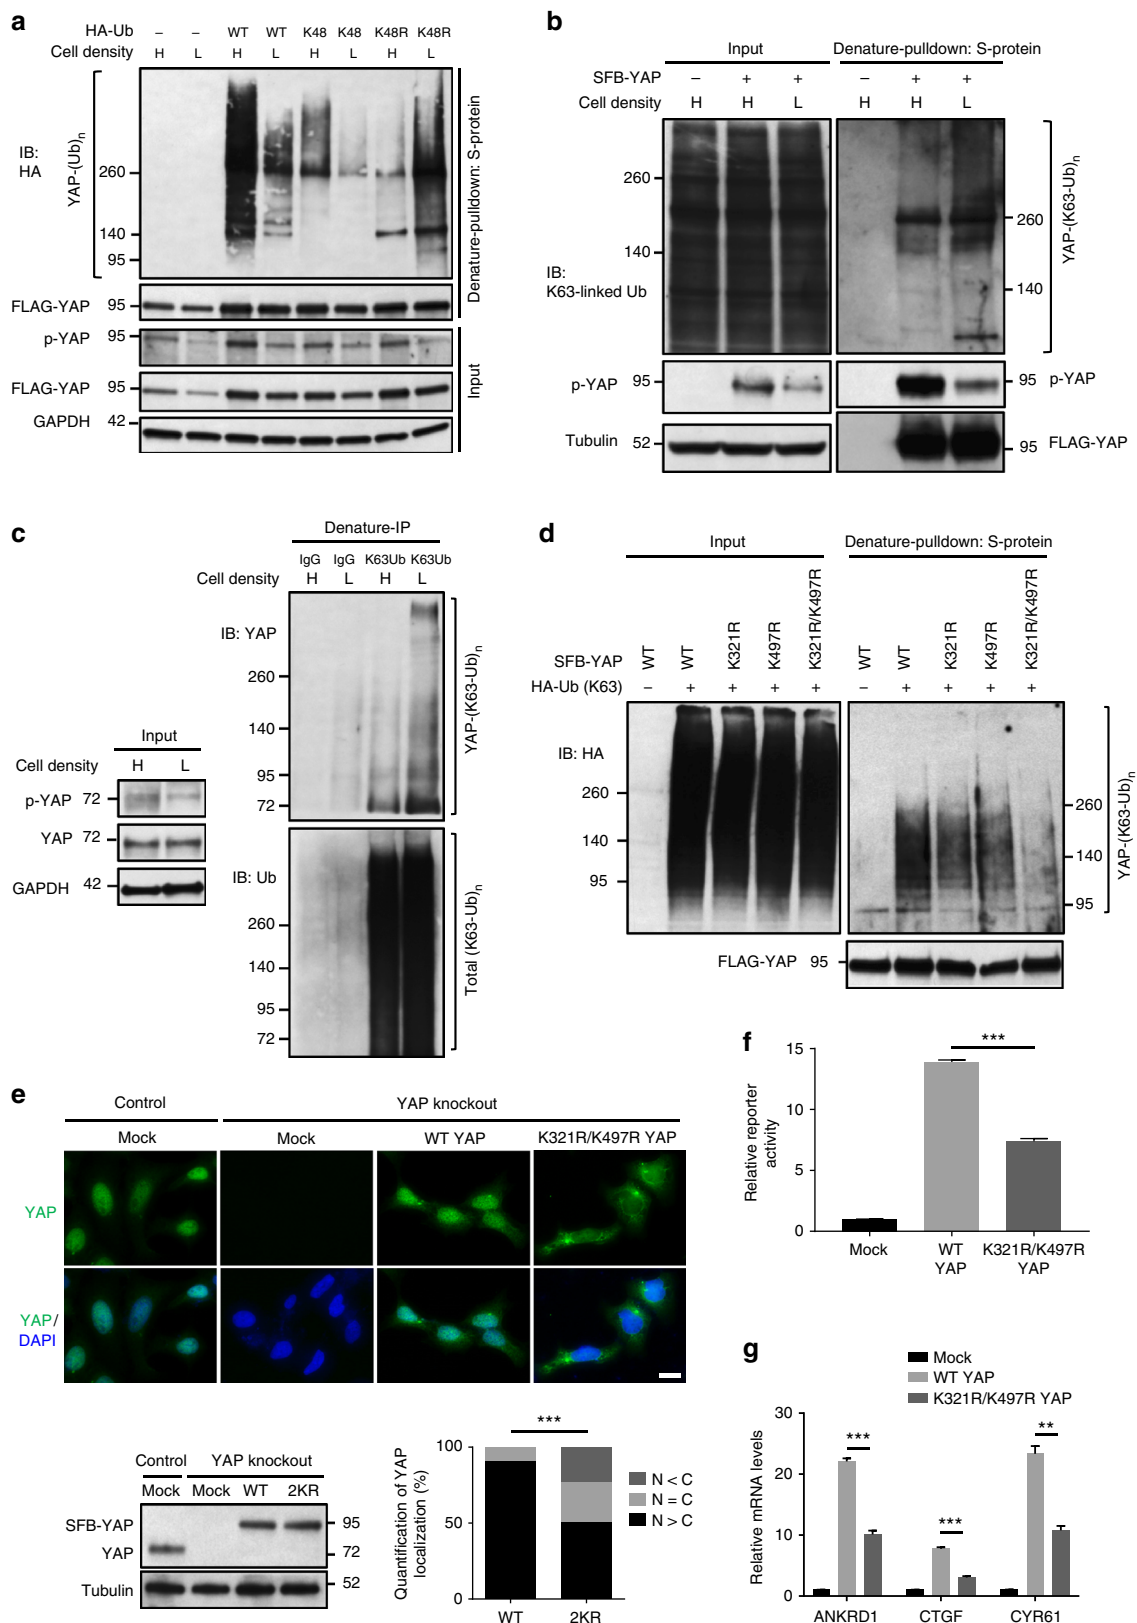 a
HA-Ub – – WT WT K48 K48 K48R K48R
Cell density H L H L H L H L
IB: HA
YAP-(Ub)n
260
140
95
Denature-pulldown: S-protein
FLAG-YAP 95
p-YAP 95
FLAG-YAP 95
GAPDH 42
Input
b
Input Denature-pulldown: S-protein
SFB-YAP – + + – + +
Cell density H H L H H L
260
140
IB: K63-linked Ub
260
140
YAP-(K63-Ub)n
p-YAP 95
95 p-YAP
Tubulin 52
95 FLAG-YAP
c
Denature-IP
IgG IgG K63Ub K63Ub
Cell density H L H L
IB: YAP
260
140
95
72
YAP-(K63-Ub)n
Input
Cell density H L
p-YAP 72
YAP 72
GAPDH 42
IB: Ub
260
140
95
72
Total (K63-Ub)n
d
Input Denature-pulldown: S-protein
SFB-YAP WT WT K321R K497R K321R/K497R WT WT K321R K497R K321R/K497R
HA-Ub (K63) – + + + + – + + + +
IB: HA
260
140
95
260
140
95
YAP-(K63-Ub)n
FLAG-YAP 95
e
Control YAP knockout
Mock Mock WT YAP K321R/K497R YAP
YAP
YAP/
DAPI
Control YAP knockout
Mock Mock WT 2KR
SFB-YAP 95
YAP 72
Tubulin 52
Quantification of YAP
localization (%)
100
50
0
***
WT 2KR
N < C
N = C
N > C
f
Relative reporter
activity
15
10
5
0
***
Mock WT YAP K321R/K497R YAP
g
Mock
WT YAP
K321R/K497R YAP
Relative mRNA levels
30
20
10
0
*** *** **
ANKRD1 CTGF CYR61